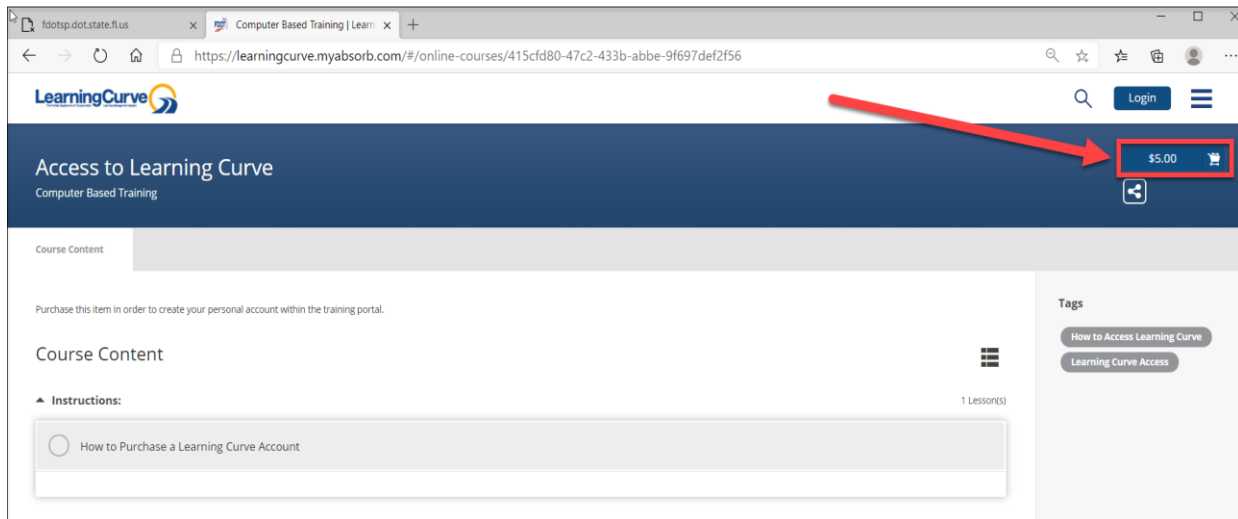 fdotsp.dot.state.fl.us
Computer Based Training | Learn
https://learningcurve.myabsorb.com/#/online-courses/415cfd80-47c2-433b-abbe-9f697def2f56
LearningCurve
Login
Access to Learning Curve
Computer Based Training
$5.00
Course Content
Purchase this item in order to create your personal account within the training portal.
Course Content
Instructions:
1 Lesson(s)
How to Purchase a Learning Curve Account
Tags
How to Access Learning Curve
Learning Curve Access